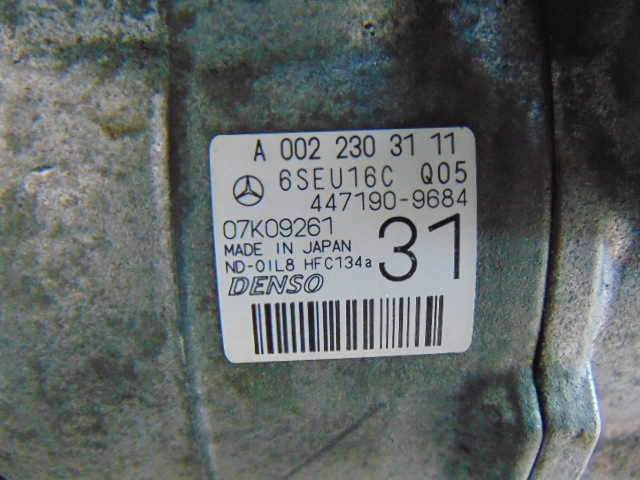 A 002 230 31 11
6SEU16C Q05
447190-9684
07K09261
MADE IN JAPAN
ND-OIL8 HFC134a
31
DENSO